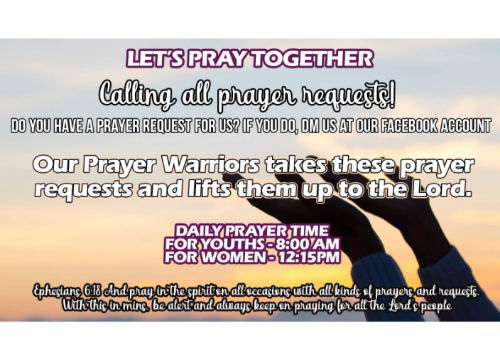 LET'S PRAY TOGETHER
Calling all prayer requests!
DO YOU HAVE A PRAYER REQUEST FOR US? IF YOU DO, DM US AT OUR FACEBOOK ACCOUNT
Our Prayer Warriors takes these prayer
requests and lifts them up to the Lord.
DAILY PRAYER TIME
FOR YOUTHS - 8:00 AM
FOR WOMEN - 12:15PM
Ephesians 6:18 And pray in the spirit on all occasions with all kinds of prayers and requests.
With this in mins, be alert and always keep on praying for all the Lord's people